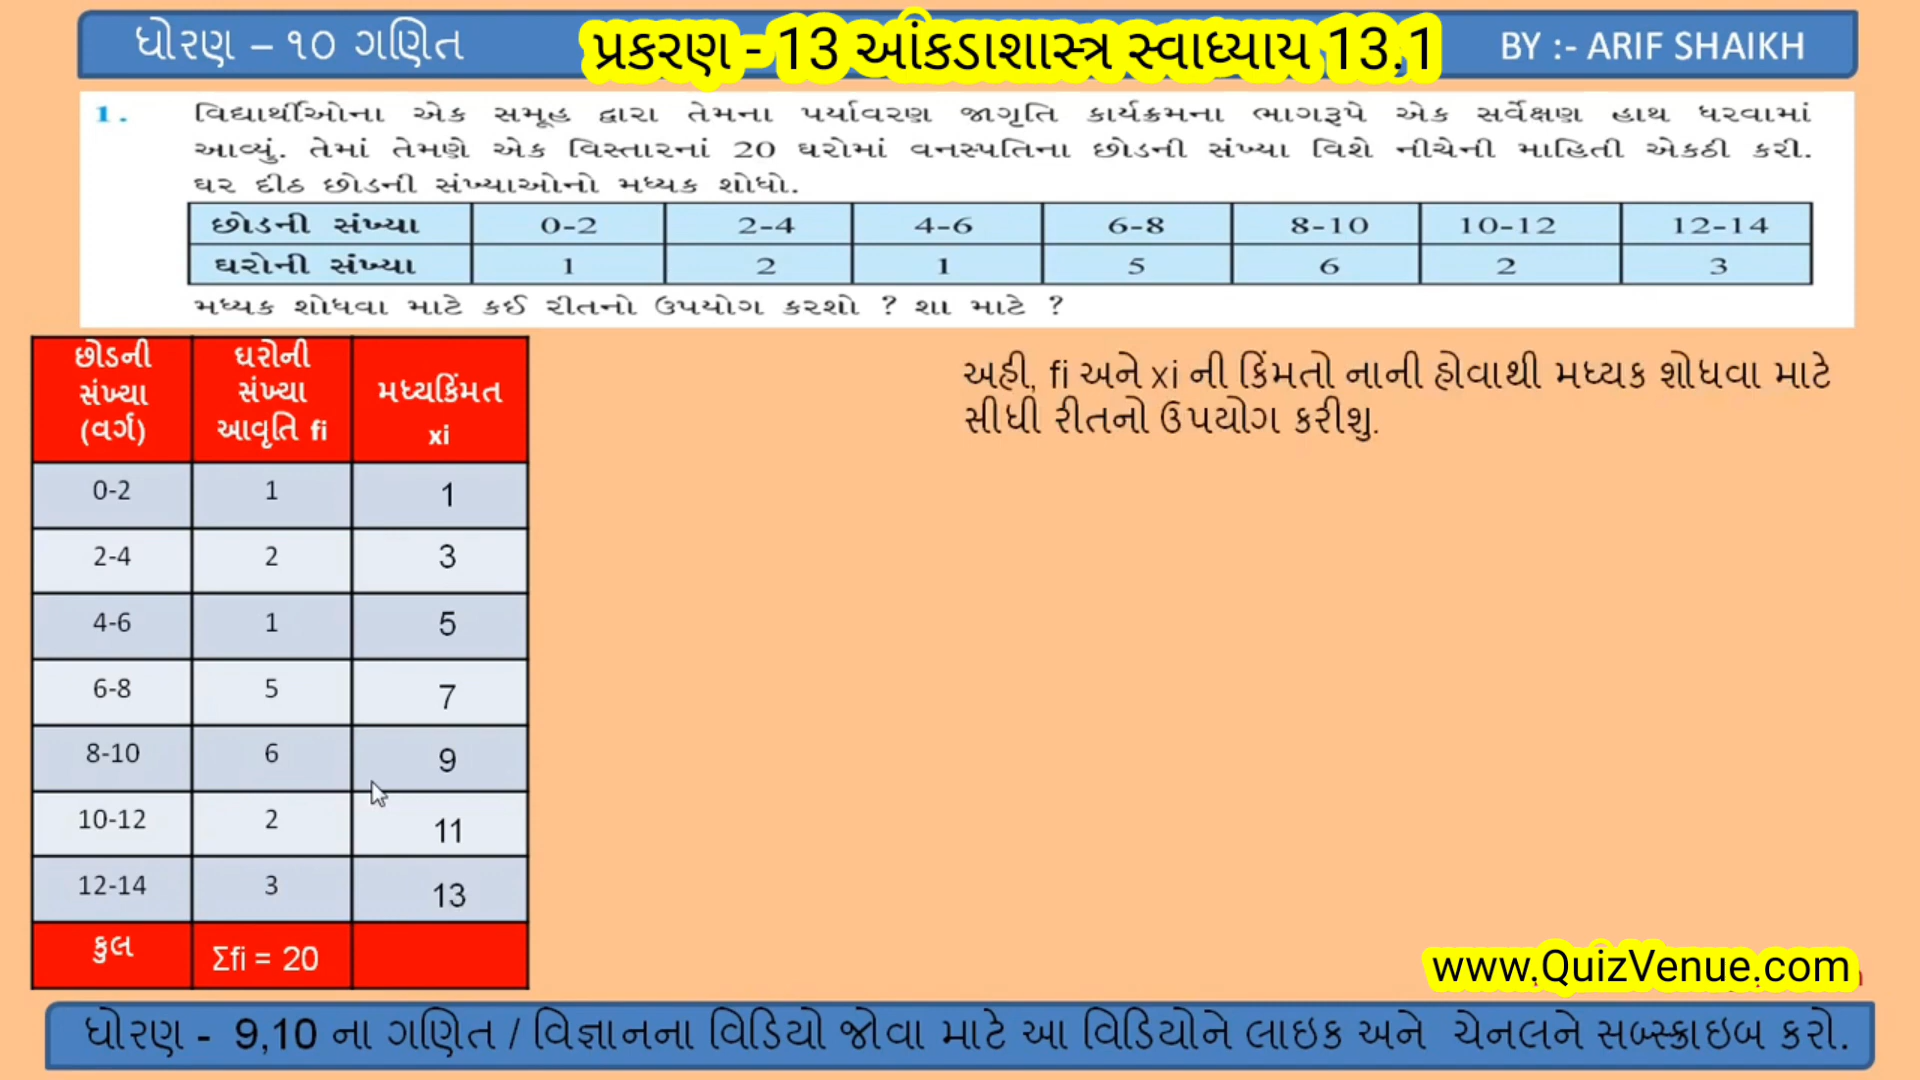 ધોરણ – ૧૦ ગણિત
પ્રકરણ - 13 આંકડાશાસ્ત્ર સ્વાધ્યાય 13.1
BY :- ARIF SHAIKH
1. વિદ્યાર્થીઓના એક સમૂહ દ્વારા તેમના પર્યાવરણ જાગૃતિ કાર્યક્રમના ભાગરૂપે એક સર્વેક્ષણ હાથ ધરવામાં
આવ્યું. તેમાં તેમણે એક વિસ્તારનાં 20 ઘરોમાં વનસ્પતિના છોડની સંખ્યા વિશે નીચેની માહિતી એકઠી કરી.
ઘર દીઠ છોડની સંખ્યાઓનો મધ્યક શોધો.
છોડની સંખ્યા 0-2 2-4 4-6 6-8 8-10 10-12 12-14
ઘરોની સંખ્યા 1 2 1 5 6 2 3
મધ્યક શોધવા માટે કઈ રીતનો ઉપયોગ કરશો ? શા માટે ?
છોડની સંખ્યા (વર્ગ) ઘરોની સંખ્યા આવૃતિ fi મધ્યકિંમત xi
0-2 1 1
2-4 2 3
4-6 1 5
6-8 5 7
8-10 6 9
10-12 2 11
12-14 3 13
કુલ Σfi = 20
અહી, fi અને xi ની કિંમતો નાની હોવાથી મધ્યક શોધવા માટે
સીધી રીતનો ઉપયોગ કરીશુ.
www.QuizVenue.com
ધોરણ - 9,10 ના ગણિત / વિજ્ઞાનના વિડિયો જોવા માટે આ વિડિયોને લાઇક અને ચેનલને સબ્સ્ક્રાઇબ કરો.